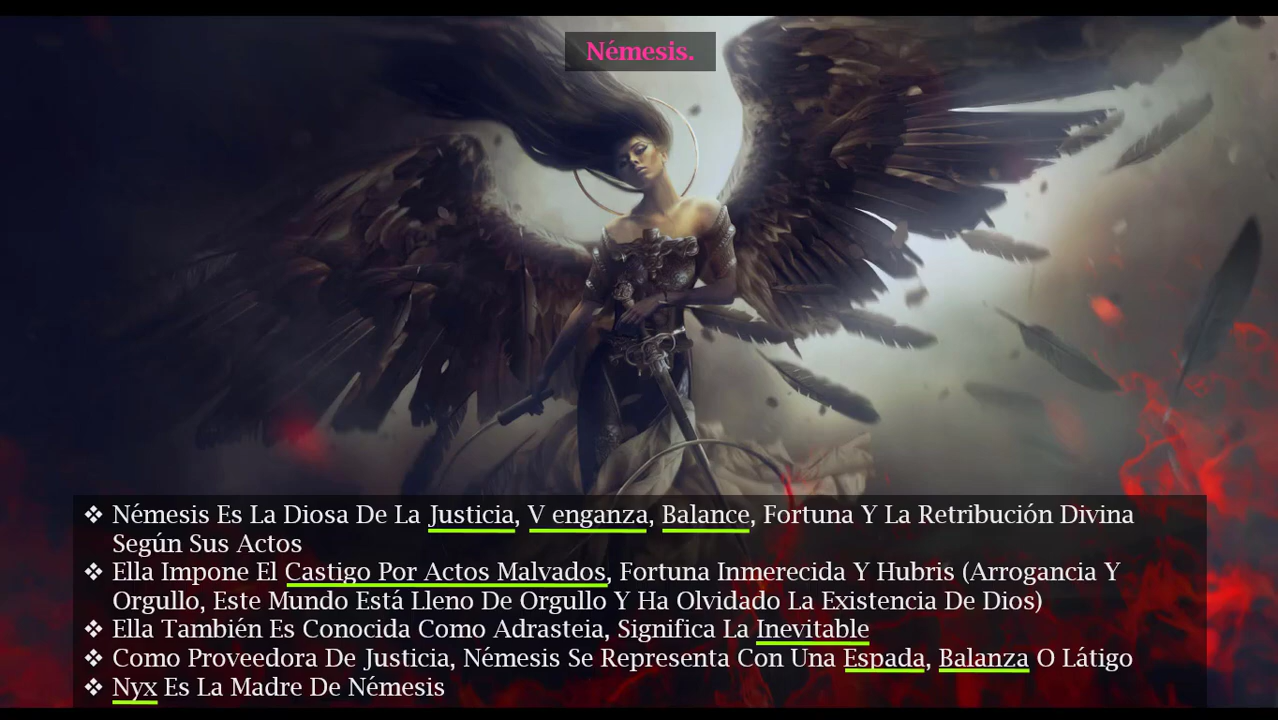 Némesis.
❖ Némesis Es La Diosa De La Justicia, V enganza, Balance, Fortuna Y La Retribución Divina
Según Sus Actos
❖ Ella Impone El Castigo Por Actos Malvados, Fortuna Inmerecida Y Hubris (Arrogancia Y
Orgullo, Este Mundo Está Lleno De Orgullo Y Ha Olvidado La Existencia De Dios)
❖ Ella También Es Conocida Como Adrasteia, Significa La Inevitable
❖ Como Proveedora De Justicia, Némesis Se Representa Con Una Espada, Balanza O Látigo
❖ Nyx Es La Madre De Némesis